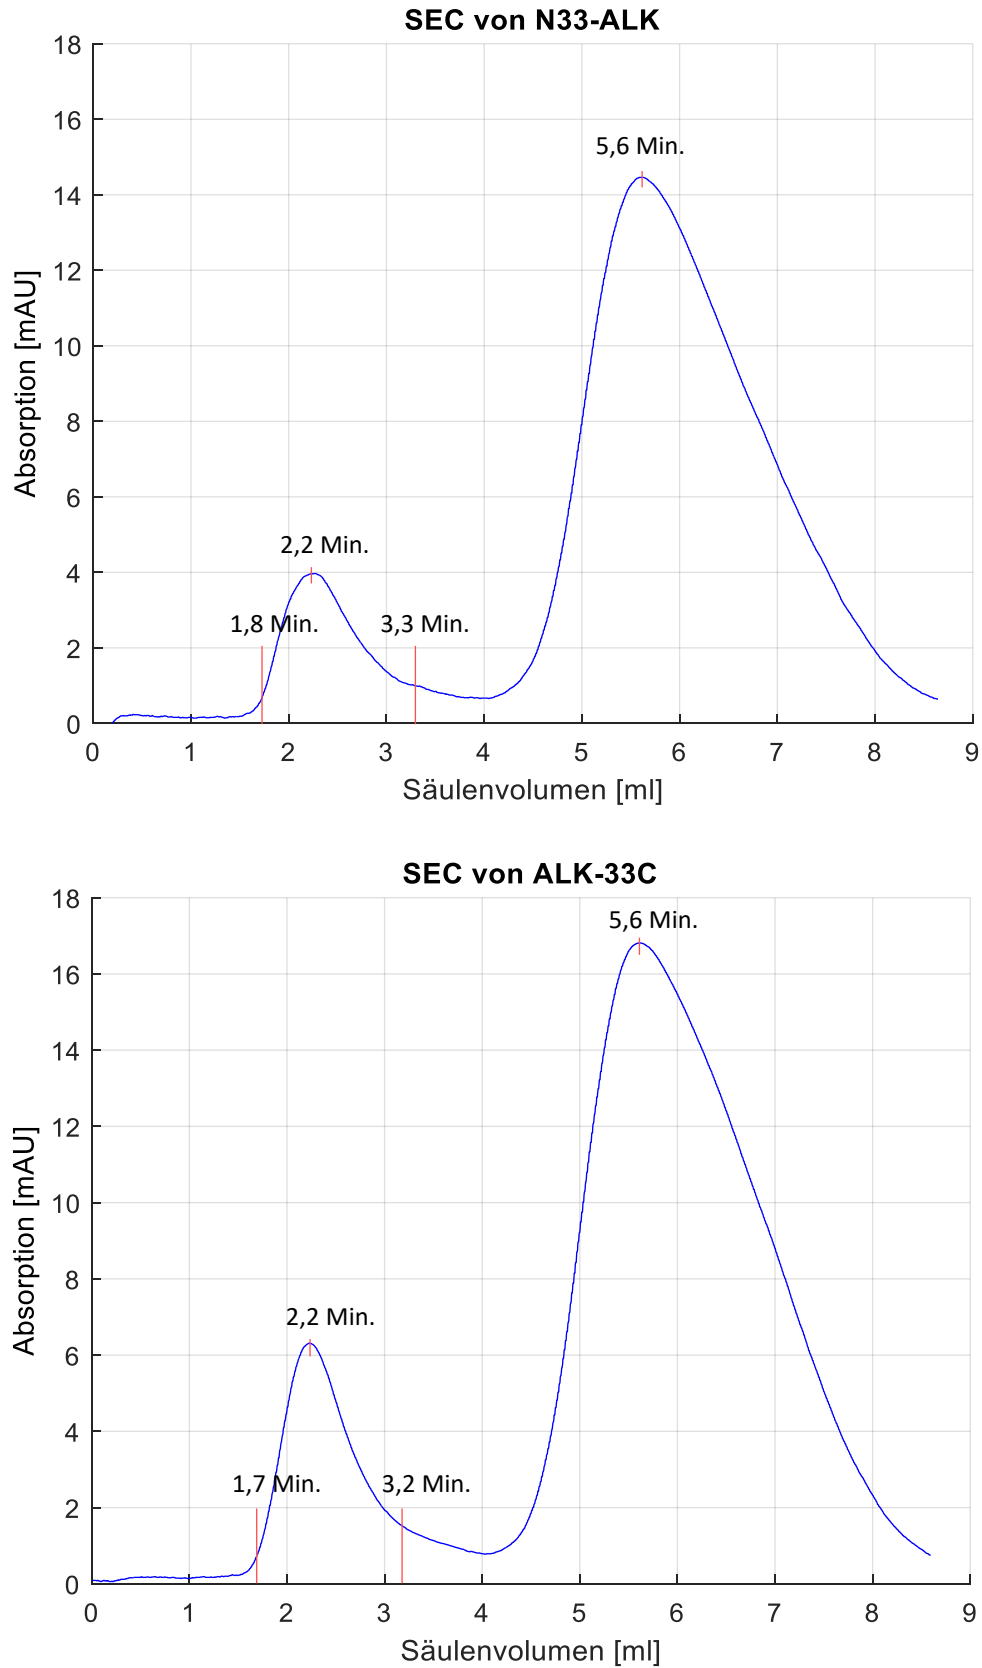 SEC von N33-ALK
18
16
14
12
10
8
6
4
2
0
Absorption [mAU]
5,6 Min.
2,2 Min.
1,8 Min.
3,3 Min.
0 1 2 3 4 5 6 7 8 9
Säulenvolumen [ml]
SEC von ALK-33C
18
16
14
12
10
8
6
4
2
0
Absorption [mAU]
5,6 Min.
2,2 Min.
1,7 Min.
3,2 Min.
0 1 2 3 4 5 6 7 8 9
Säulenvolumen [ml]